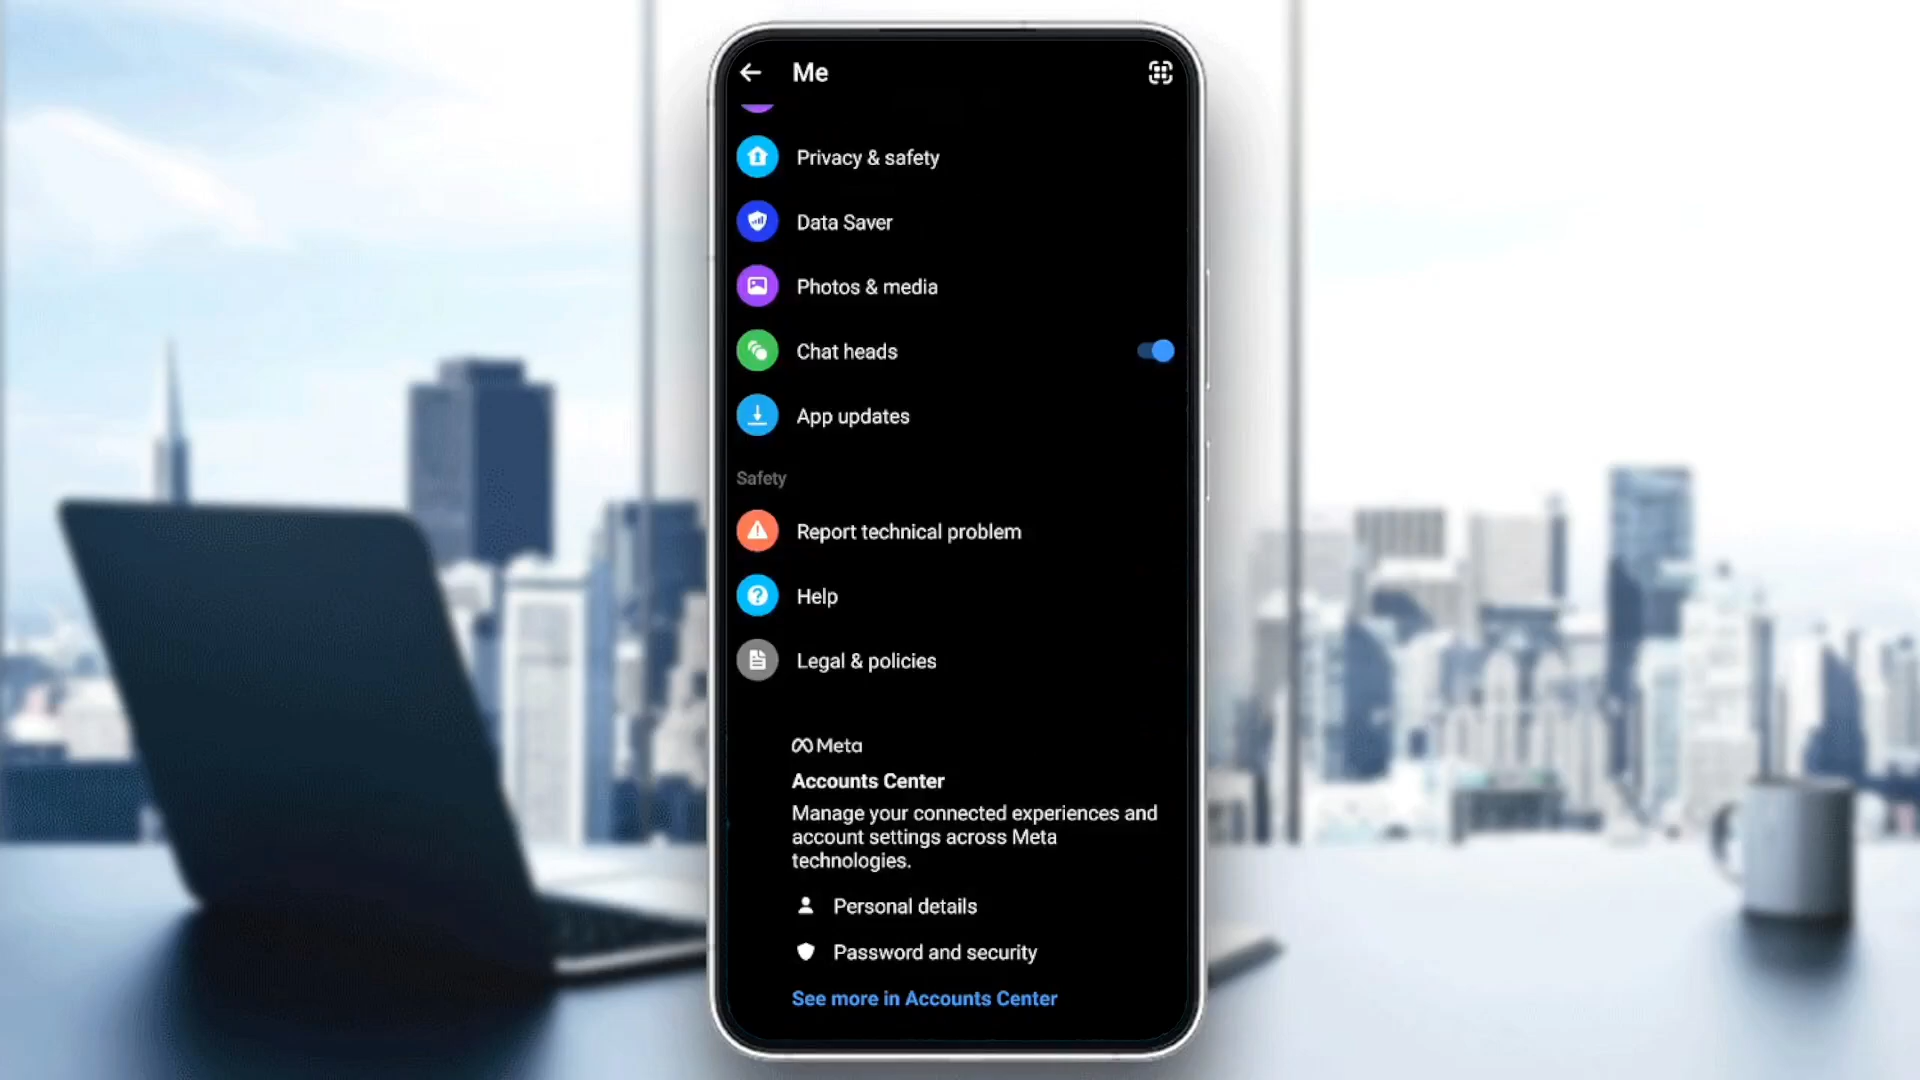 Me
Privacy & safety
Data Saver
Photos & media
Chat heads
App updates
Safety
Report technical problem
Help
Legal & policies
Meta
Accounts Center
Manage your connected experiences and
account settings across Meta
technologies.
Personal details
Password and security
See more in Accounts Center